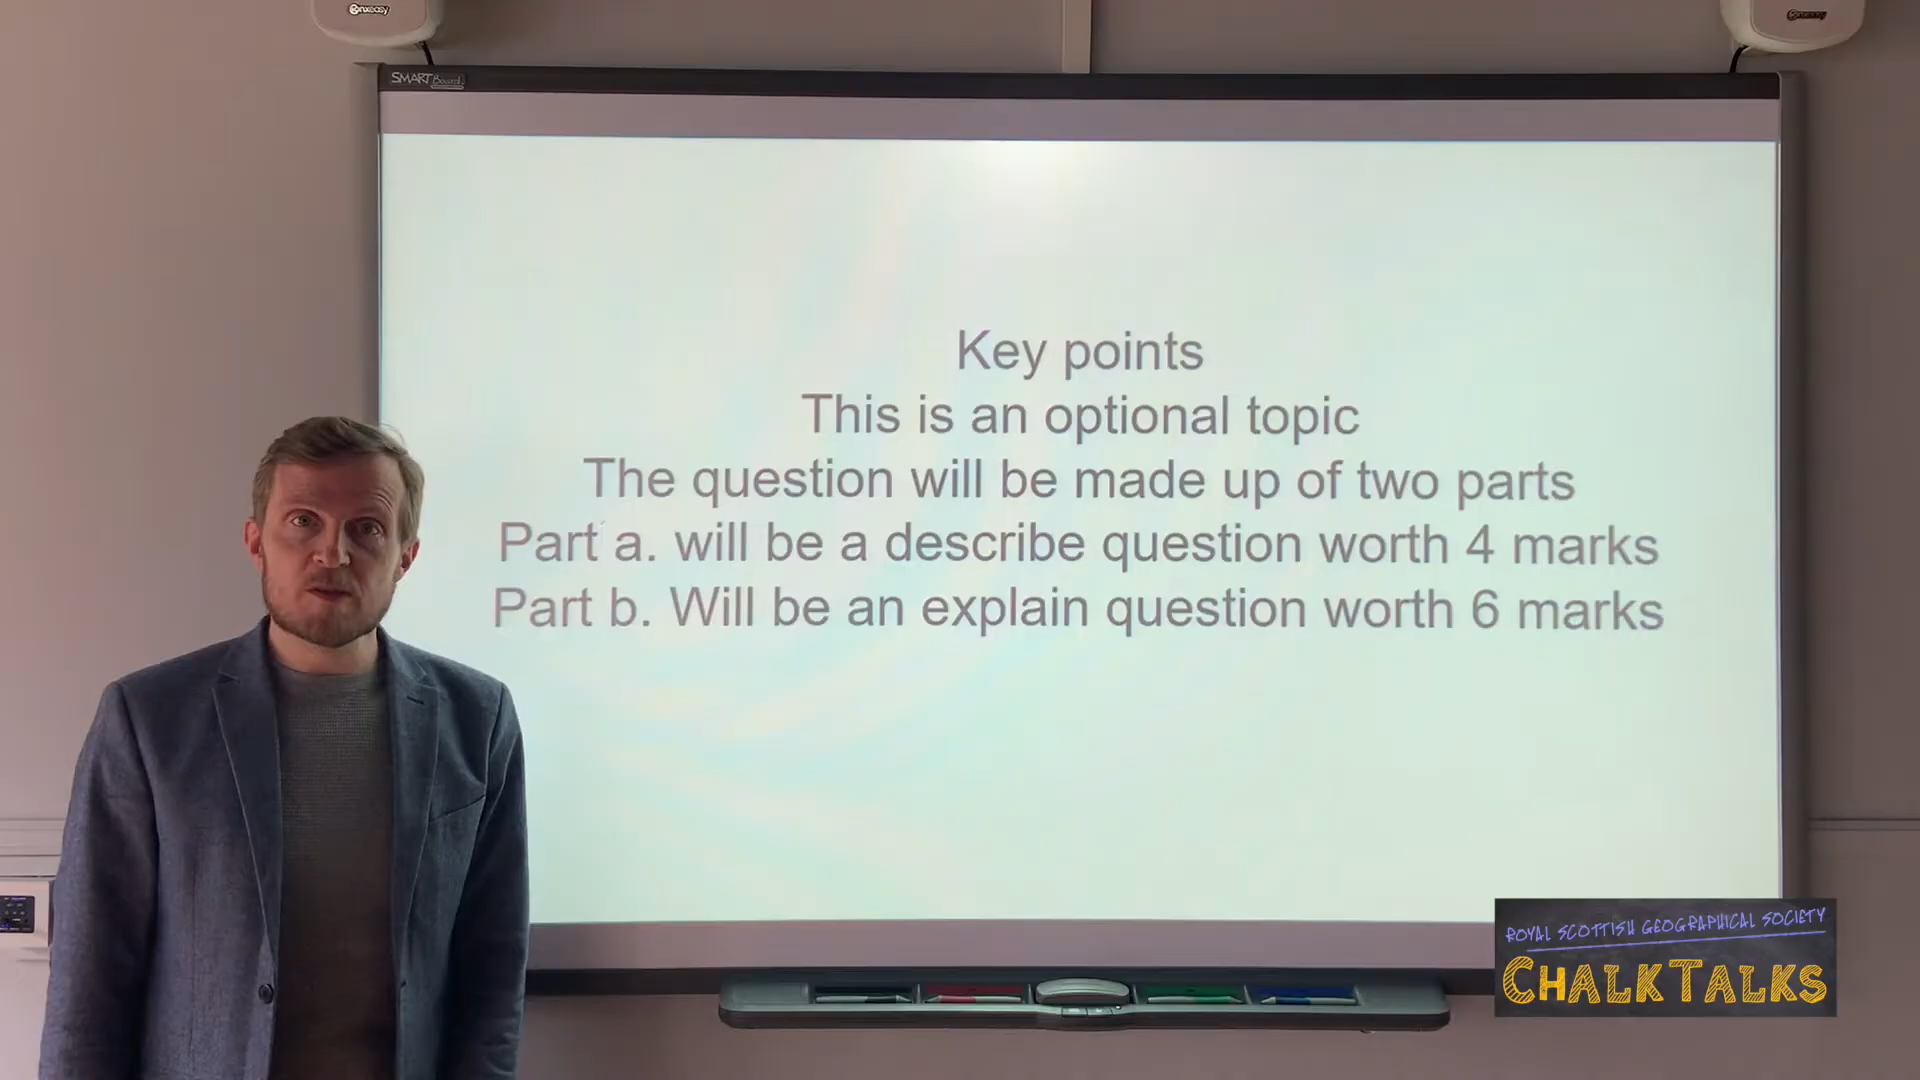 SMART Board
Key points
This is an optional topic
The question will be made up of two parts
Part a. will be a describe question worth 4 marks
Part b. Will be an explain question worth 6 marks
ROYAL SCOTTISH GEOGRAPHICAL SOCIETY
CHALKTALKS